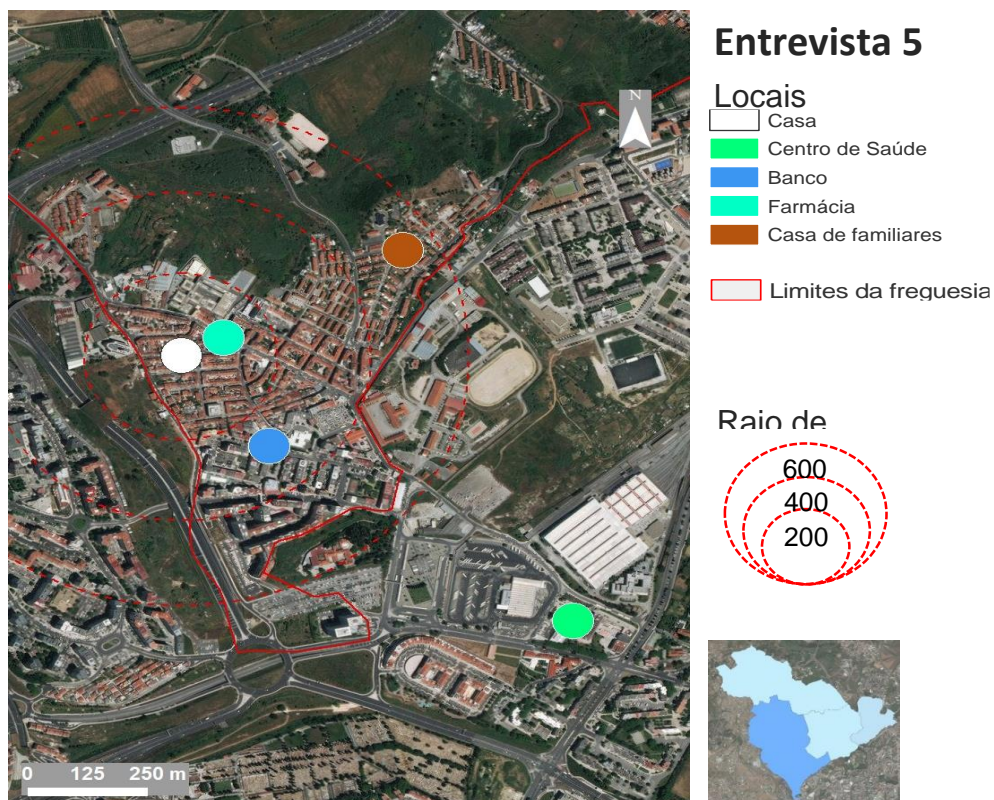 Entrevista 5
Locais
Casa
Centro de Saúde
Banco
Farmácia
Casa de familiares
Limites da freguesia
Raio de
600
400
200
N
0 125 250 m